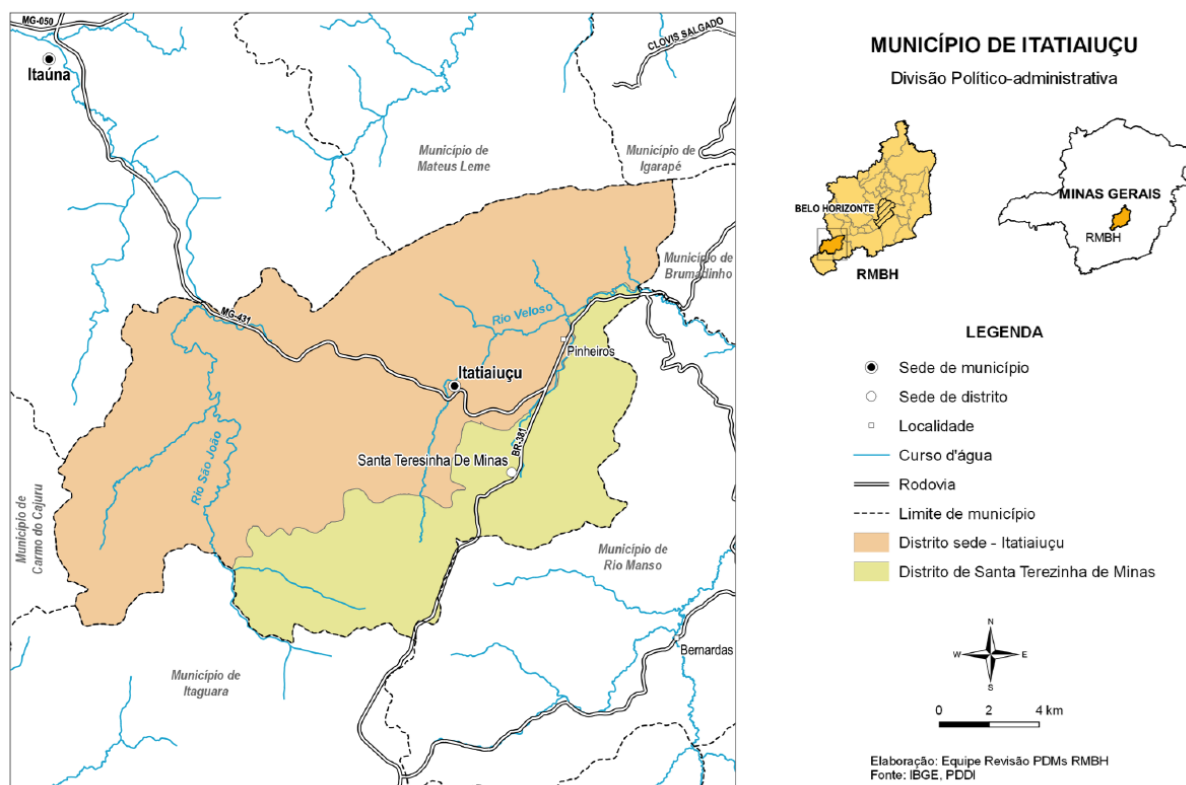 MG-050
Itaúna
CLOVIS SALGADO
Município de
Mateus Leme
Município de
Igarapé
Município de
Brumadinho
MG-431
Rio Veloso
Pinheiros
Itatiaiuçu
BR-381
Santa Teresinha De Minas
Rio São João
Município de
Carmo do Cajuru
Município de
Rio Manso
Município de
Itaguara
Bernardas
MUNICÍPIO DE ITATIAIUÇU
Divisão Político-administrativa
BELO HORIZONTE
RMBH
MINAS GERAIS
RMBH
LEGENDA
Sede de município
Sede de distrito
Localidade
Curso d'água
Rodovia
Limite de município
Distrito sede - Itatiaiuçu
Distrito de Santa Terezinha de Minas
N
W E
S
0 2 4 km
Elaboração: Equipe Revisão PDMs RMBH
Fonte: IBGE, PDDI